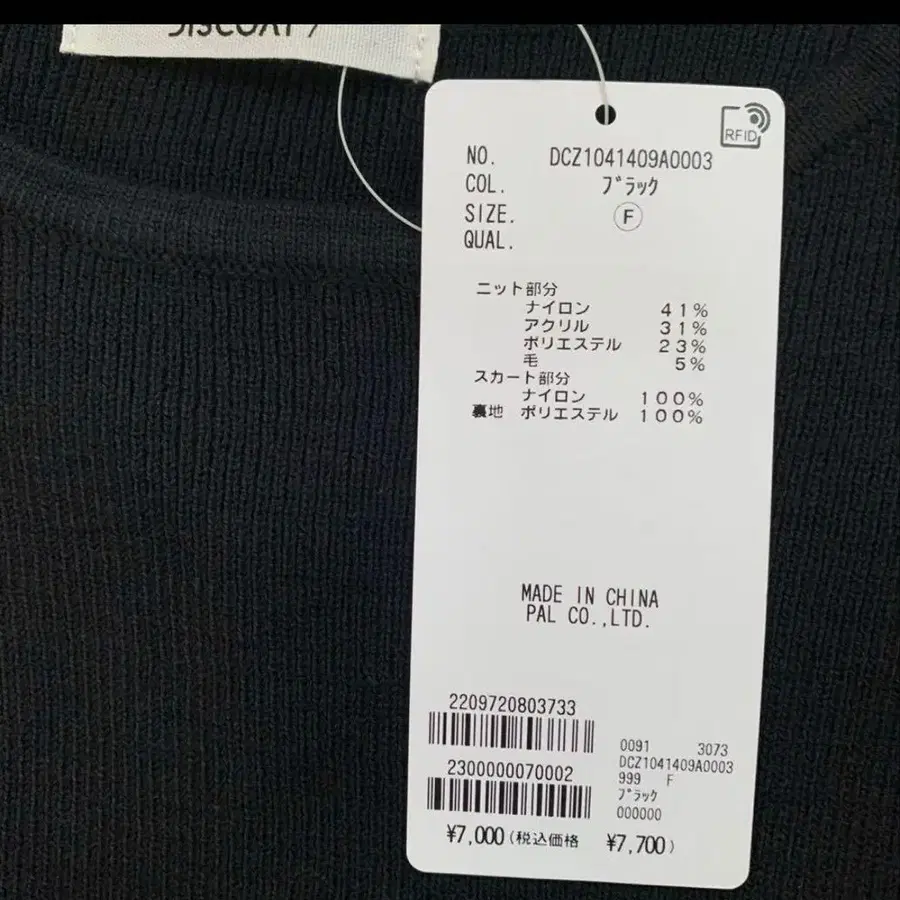 RFID
NO. DCZ1041409A0003
COL. ブラック
SIZE. F
QUAL.
ニット部分
ナイロン 41%
アクリル 31%
ポリエステル 23%
毛 5%
スカート部分
ナイロン 100%
裏地 ポリエステル 100%
MADE IN CHINA
PAL CO.,LTD.
2209720803733
0091 3073
DCZ1041409A0003
2300000070002
999 F
ブラック
000000
¥7,000(税込価格 ¥7,700)